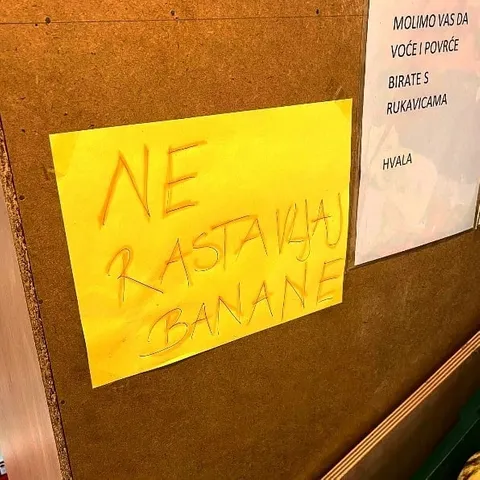 NE
RASTAVLJAJ
BANANE
MOLIMO VAS DA
VOĆE I POVRĆE
BIRATE S
RUKAVICAMA
HVALA